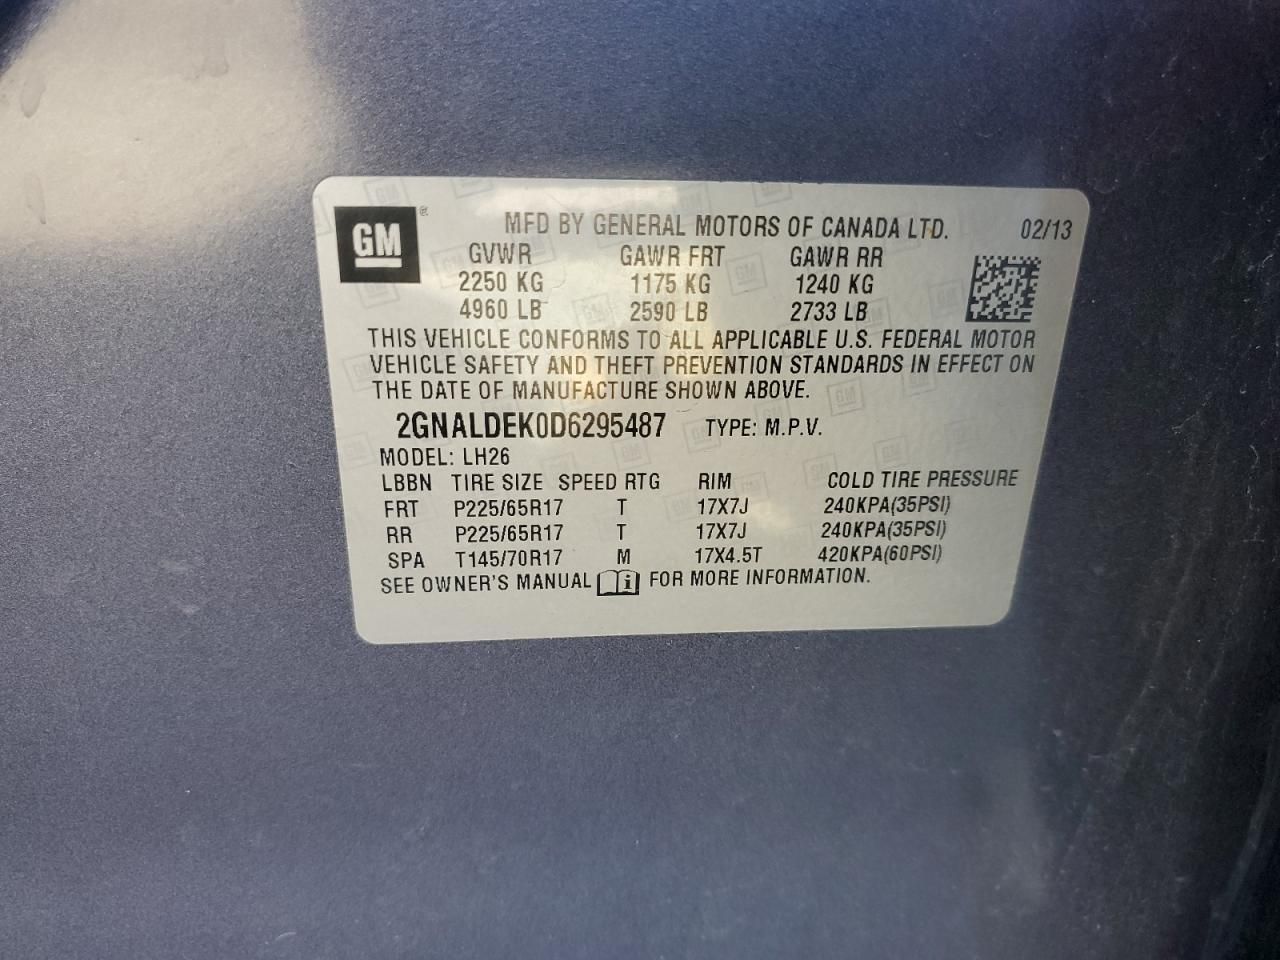 GM ®
MFD BY GENERAL MOTORS OF CANADA LTD. 02/13
GVWR GAWR FRT GAWR RR
2250 KG 1175 KG 1240 KG
4960 LB 2590 LB 2733 LB
THIS VEHICLE CONFORMS TO ALL APPLICABLE U.S. FEDERAL MOTOR
VEHICLE SAFETY AND THEFT PREVENTION STANDARDS IN EFFECT ON
THE DATE OF MANUFACTURE SHOWN ABOVE.
2GNALDEK0D6295487 TYPE: M.P.V.
MODEL: LH26
LBBN TIRE SIZE SPEED RTG RIM COLD TIRE PRESSURE
FRT P225/65R17 T 17X7J 240KPA(35PSI)
RR P225/65R17 T 17X7J 240KPA(35PSI)
SPA T145/70R17 M 17X4.5T 420KPA(60PSI)
SEE OWNER'S MANUAL i FOR MORE INFORMATION.